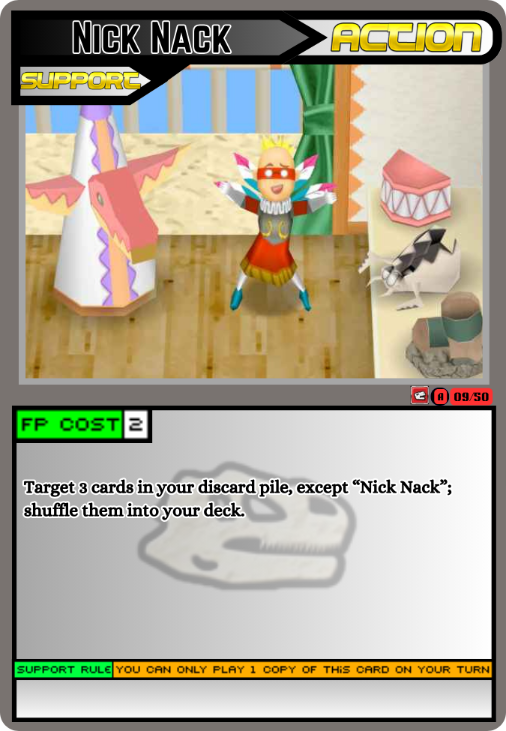 Nick Nack
ACTION
SUPPORT
A 09/50
FP COST 2
Target 3 cards in your discard pile, except “Nick Nack”;
shuffle them into your deck.
SUPPORT RULE YOU CAN ONLY PLAY 1 COPY OF THiS CARD ON YOUR TURN